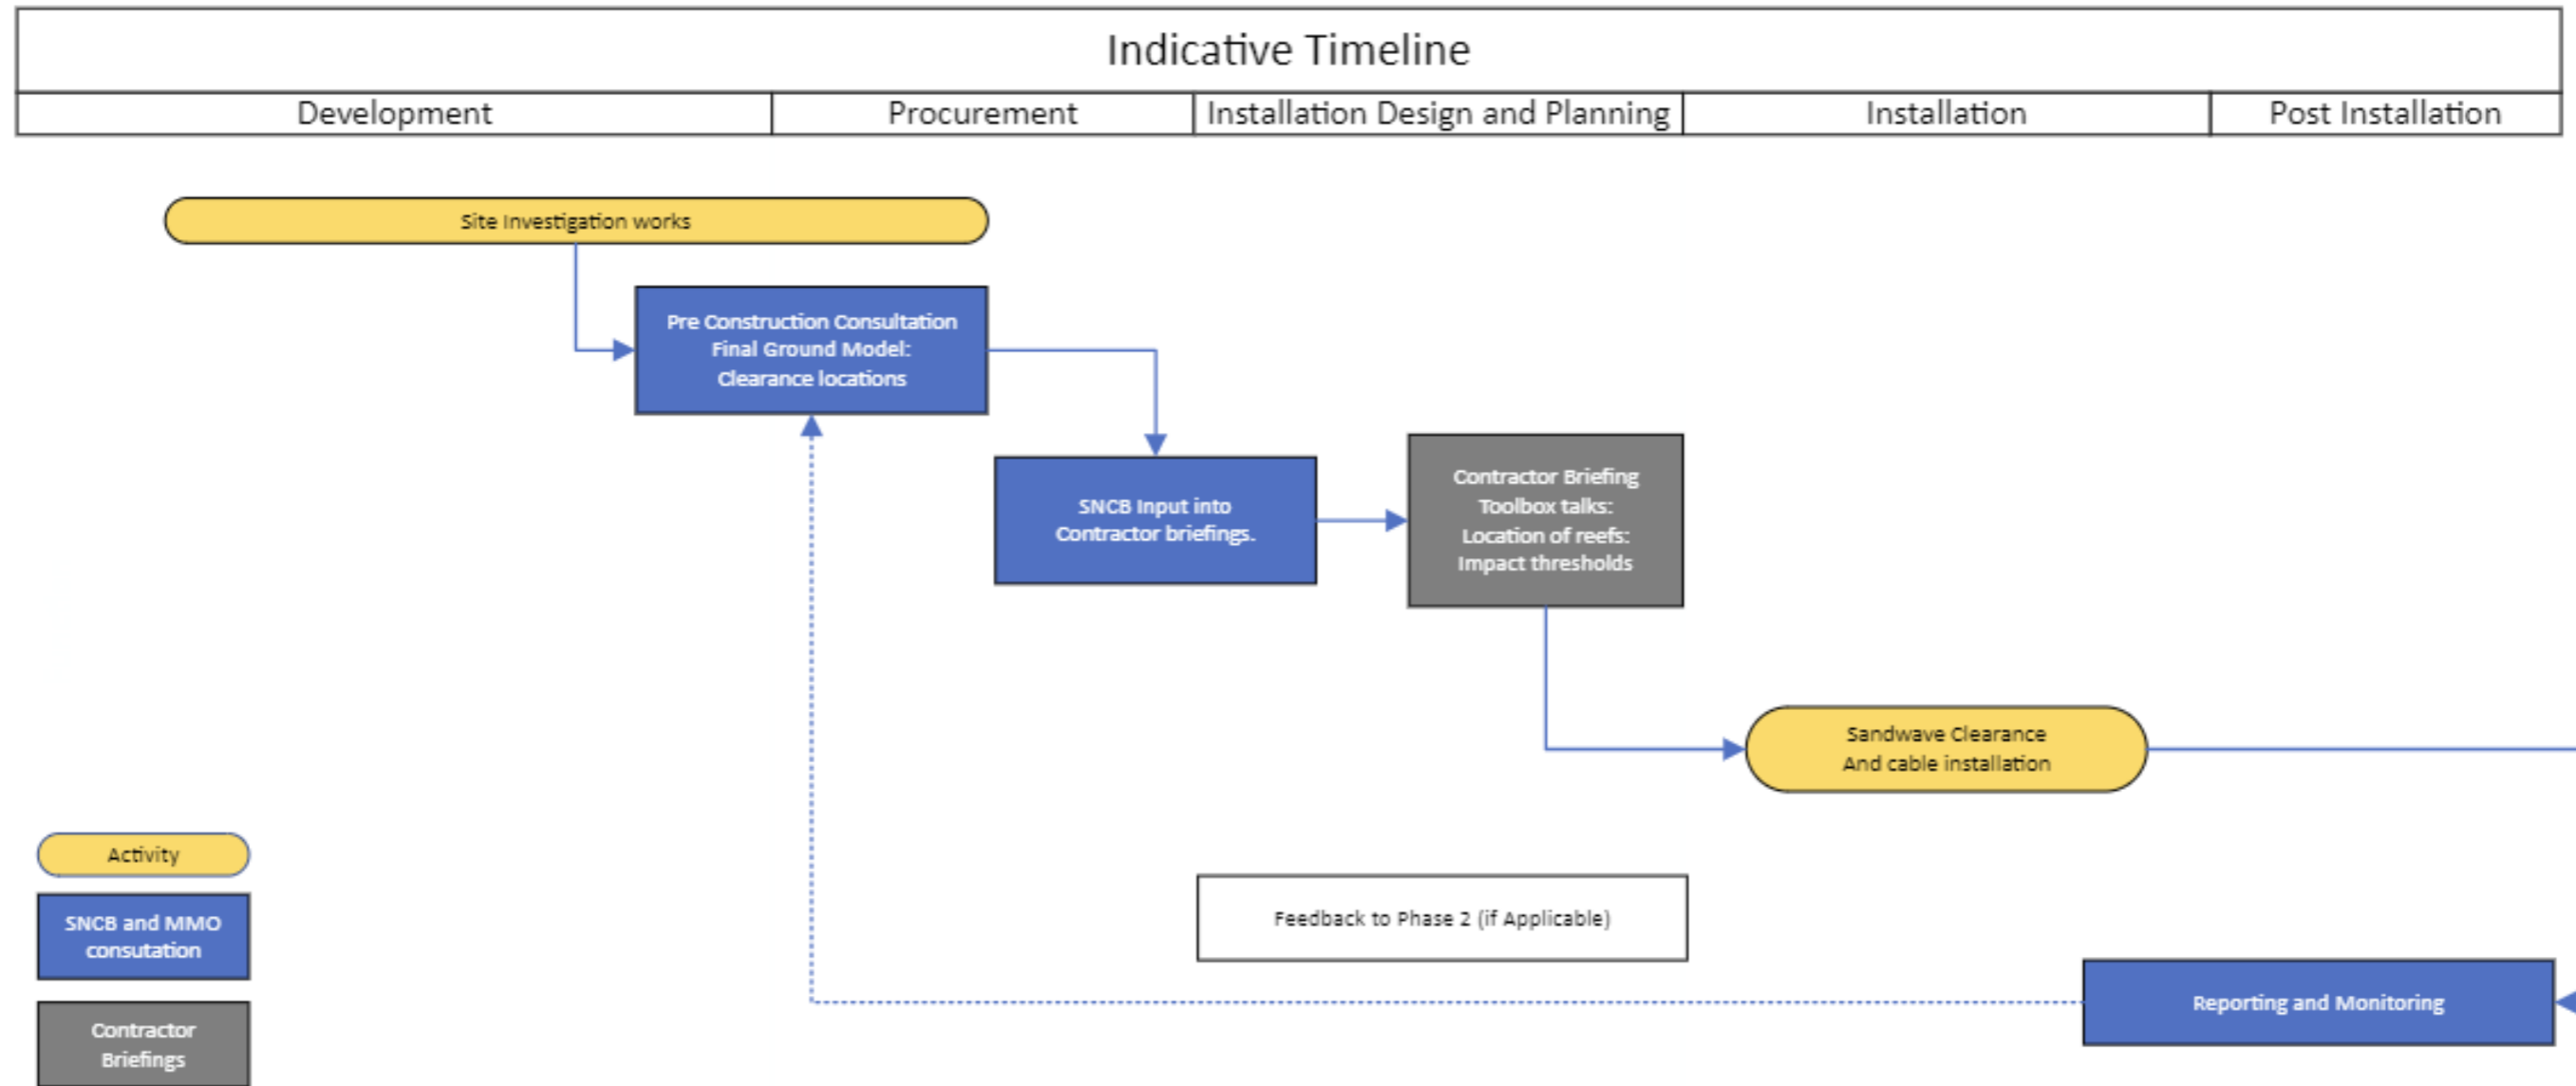 Indicative Timeline
Development
Procurement
Installation Design and Planning
Installation
Post Installation
Site Investigation works
Pre Construction Consultation
Final Ground Model:
Clearance locations
SNCB Input into
Contractor briefings.
Contractor Briefing
Toolbox talks:
Location of reefs:
Impact thresholds
Sandwave Clearance
And cable installation
Activity
SNCB and MMO
consutation
Contractor
Briefings
Feedback to Phase 2 (if Applicable)
Reporting and Monitoring